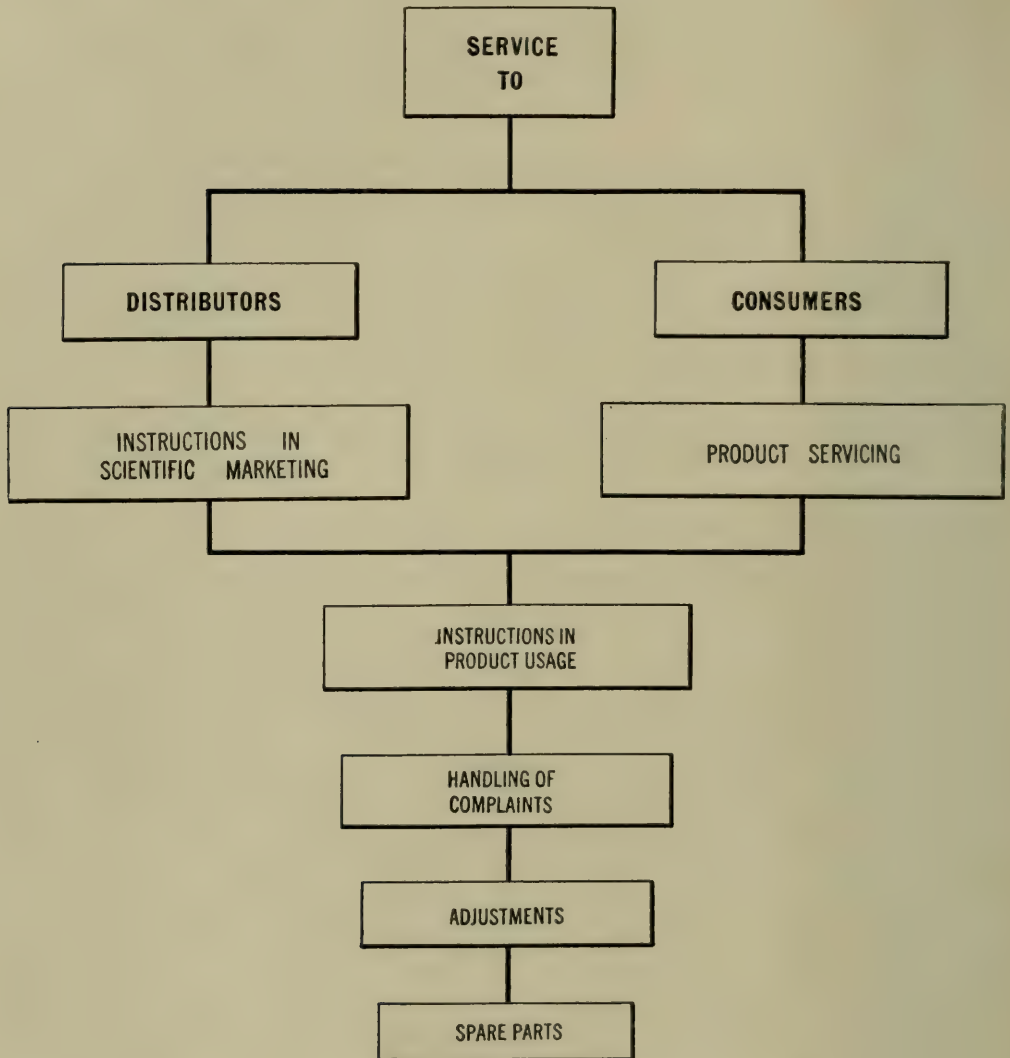 SERVICE
TO
DISTRIBUTORS
CONSUMERS
INSTRUCTIONS IN
SCIENTIFIC MARKETING
PRODUCT SERVICING
INSTRUCTIONS IN
PRODUCT USAGE
HANDLING OF
COMPLAINTS
ADJUSTMENTS
SPARE PARTS